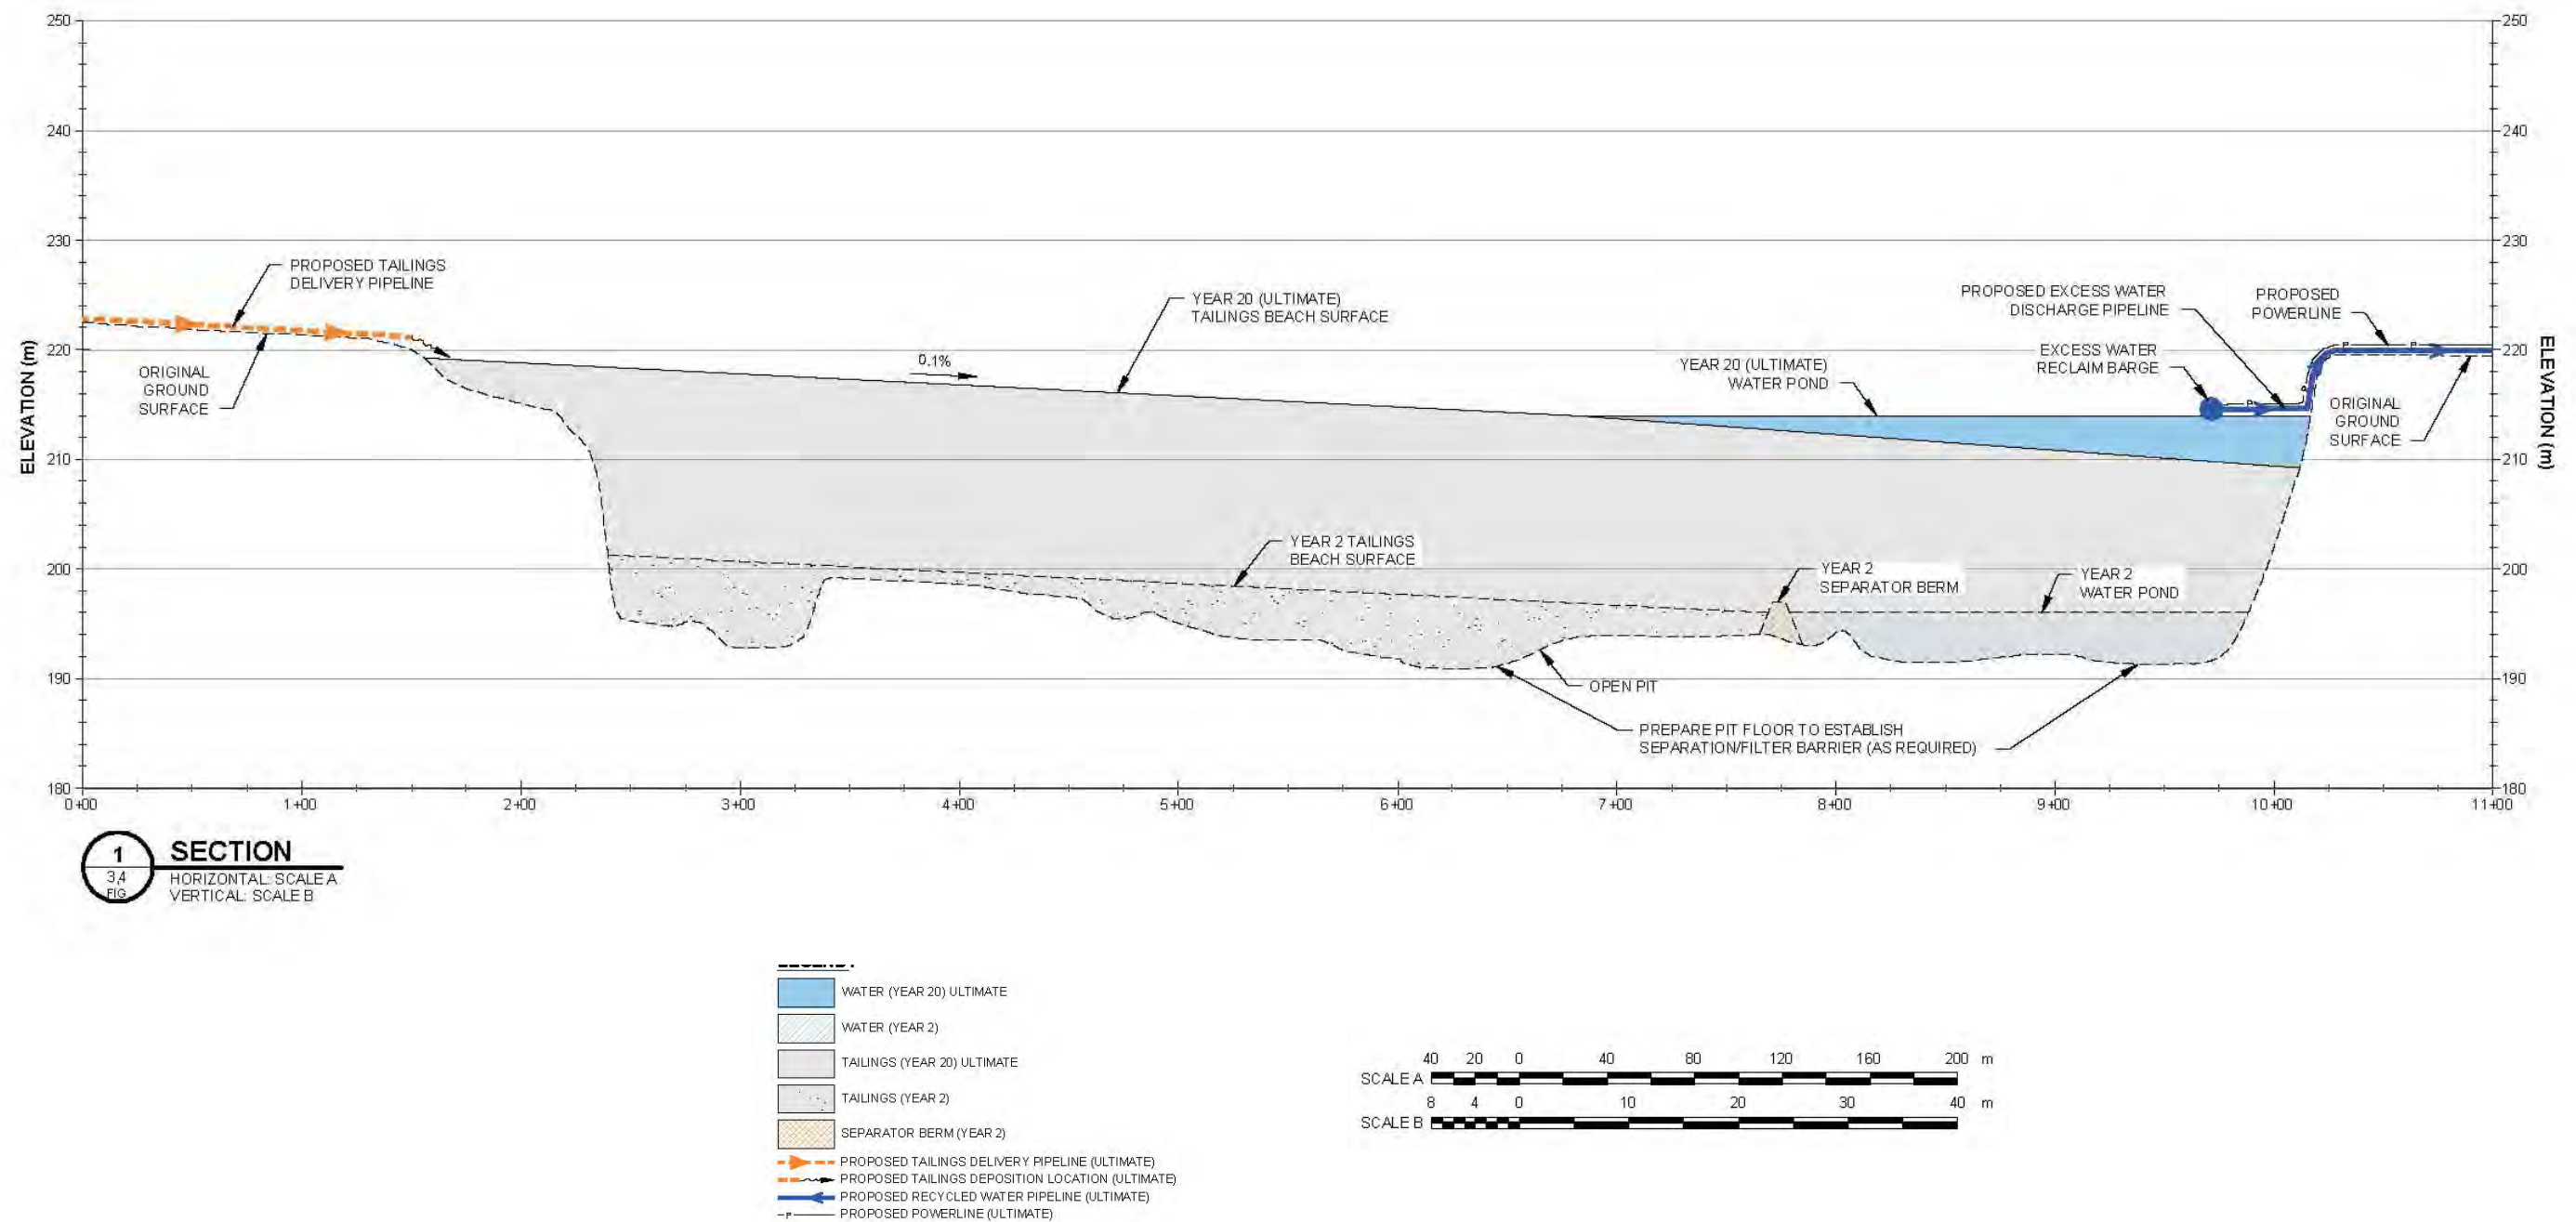 250
250
240
240
230
230
PROPOSED TAILINGS
DELIVERY PIPELINE
YEAR 20 (ULTIMATE)
TAILINGS BEACH SURFACE
PROPOSED EXCESS WATER
DISCHARGE PIPELINE
PROPOSED
POWERLINE
220
220
ORIGINAL
GROUND
SURFACE
0.1%
YEAR 20 (ULTIMATE)
WATER POND
EXCESS WATER
RECLAIM BARGE
P
P
P
P
ORIGINAL
GROUND
SURFACE
ELEVATION (m)
ELEVATION (m)
210
210
YEAR 2 TAILINGS
BEACH SURFACE
YEAR 2
SEPARATOR BERM
YEAR 2
WATER POND
200
200
190
190
OPEN PIT
PREPARE PIT FLOOR TO ESTABLISH
SEPARATION/FILTER BARRIER (AS REQUIRED)
180
180
0+00 1+00 2+00 3+00 4+00 5+00 6+00 7+00 8+00 9+00 10+00 11+00
1
3,4
FIG
SECTION
HORIZONTAL: SCALE A
VERTICAL: SCALE B
WATER (YEAR 20) ULTIMATE
WATER (YEAR 2)
TAILINGS (YEAR 20) ULTIMATE
TAILINGS (YEAR 2)
SEPARATOR BERM (YEAR 2)
PROPOSED TAILINGS DELIVERY PIPELINE (ULTIMATE)
PROPOSED TAILINGS DEPOSITION LOCATION (ULTIMATE)
PROPOSED RECYCLED WATER PIPELINE (ULTIMATE)
P PROPOSED POWERLINE (ULTIMATE)
40 20 0 40 80 120 160 200 m
SCALE A
8 4 0 10 20 30 40 m
SCALE B